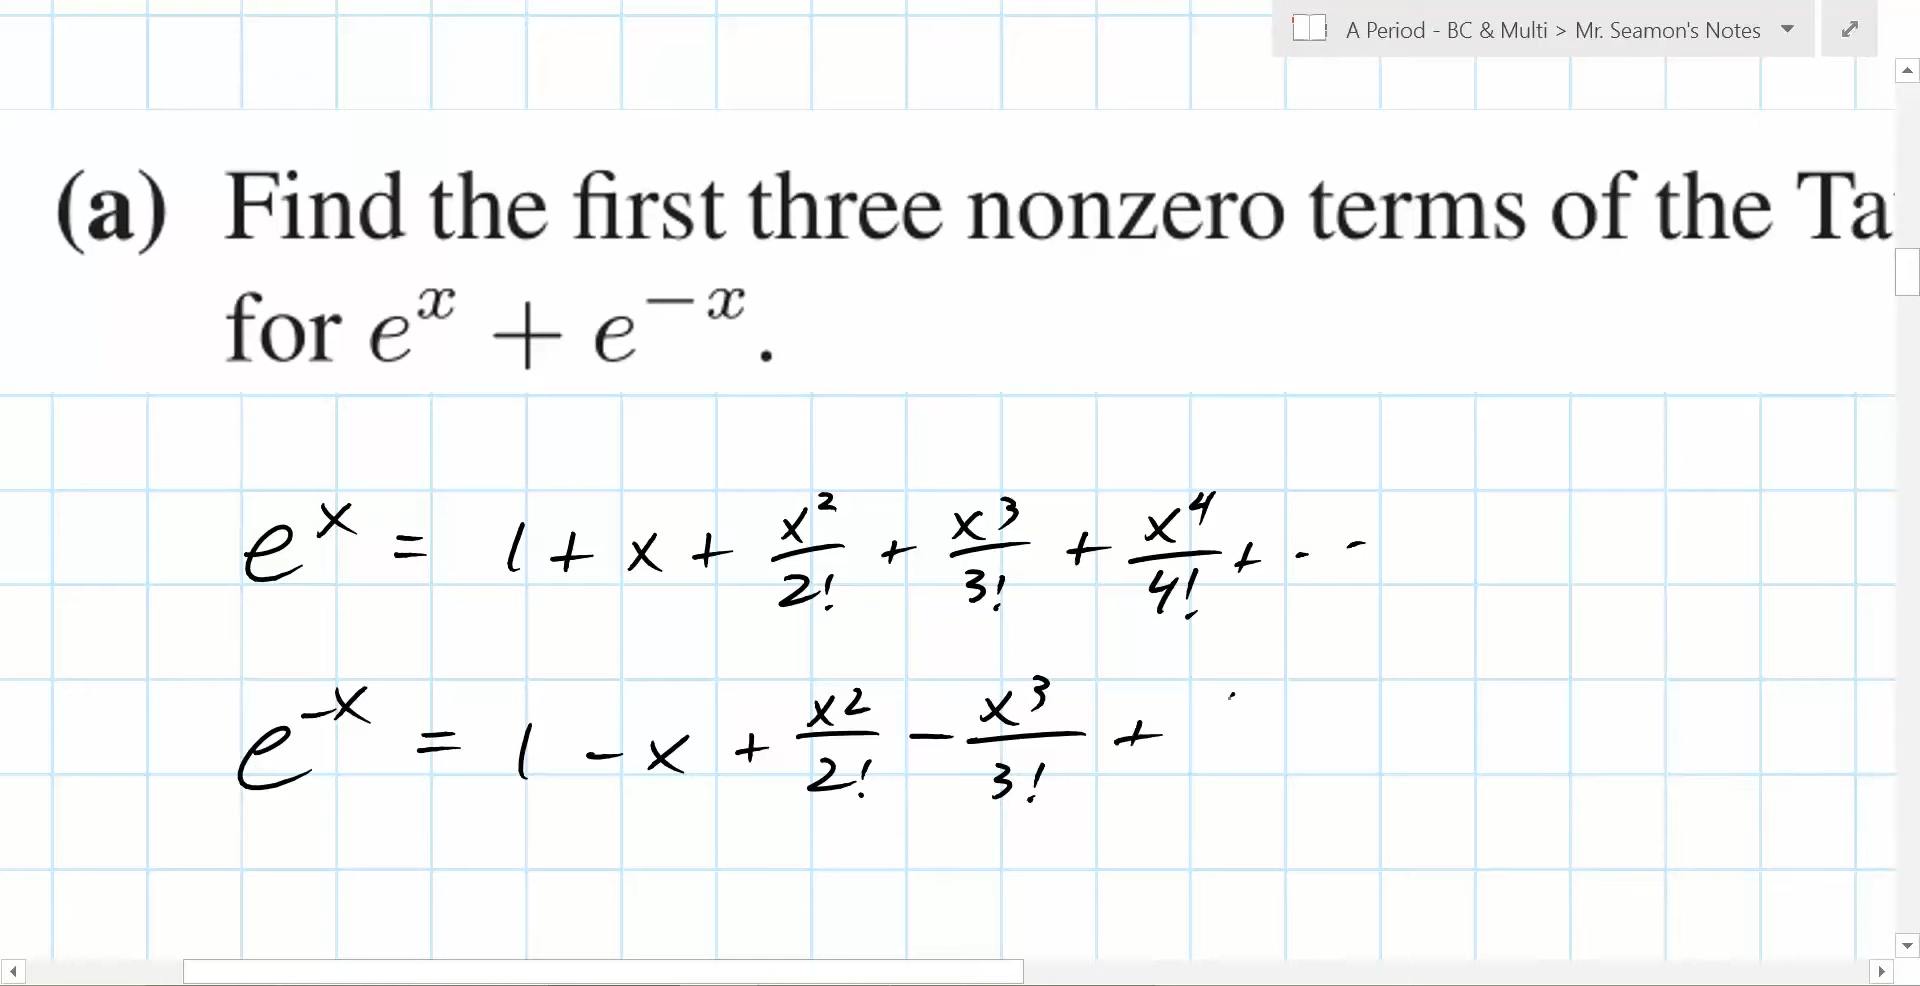 A Period - BC & Multi > Mr. Seamon's Notes
(a) Find the first three nonzero terms of the Ta
for e^x + e^{-x}.
e^x = 1 + x + x^2/2! + x^3/3! + x^4/4! + . . .
e^{-x} = 1 - x + x^2/2! - x^3/3! +